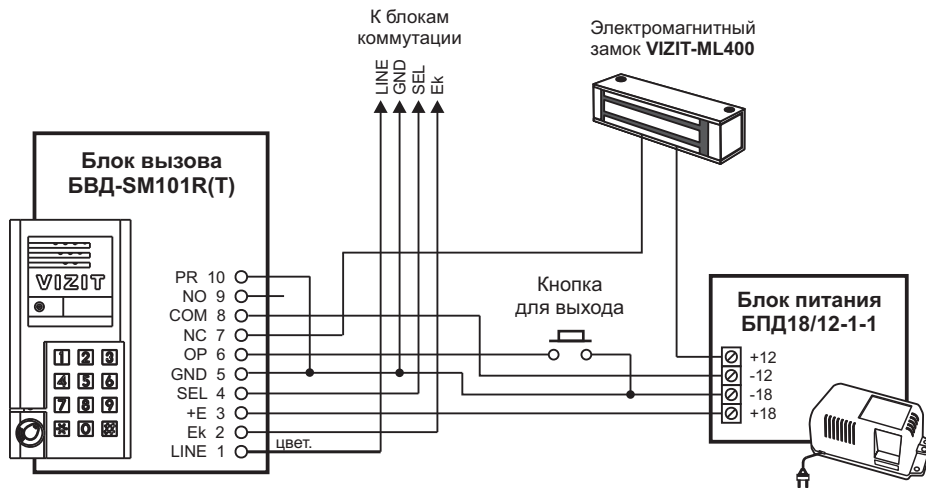 К блокам
коммутации
LINE
GND
SEL
Ek
Электромагнитный
замок VIZIT-ML400
Блок вызова
БВД-SM101R(T)
VIZIT
1 2 3
4 5 6
7 8 9
* 0 #
PR 10
NO 9
COM 8
NC 7
OP 6
GND 5
SEL 4
+E 3
Ek 2
LINE 1
цвет.
Кнопка
для выхода
Блок питания
БПД18/12-1-1
+12
-12
-18
+18